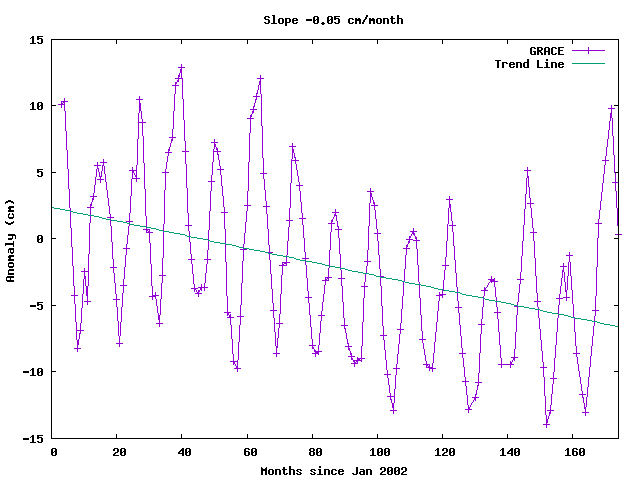 Slope -0.05 cm/month
GRACE
Trend Line
Anomaly (cm)
15
10
5
0
-5
-10
-15
0 20 40 60 80 100 120 140 160
Months since Jan 2002